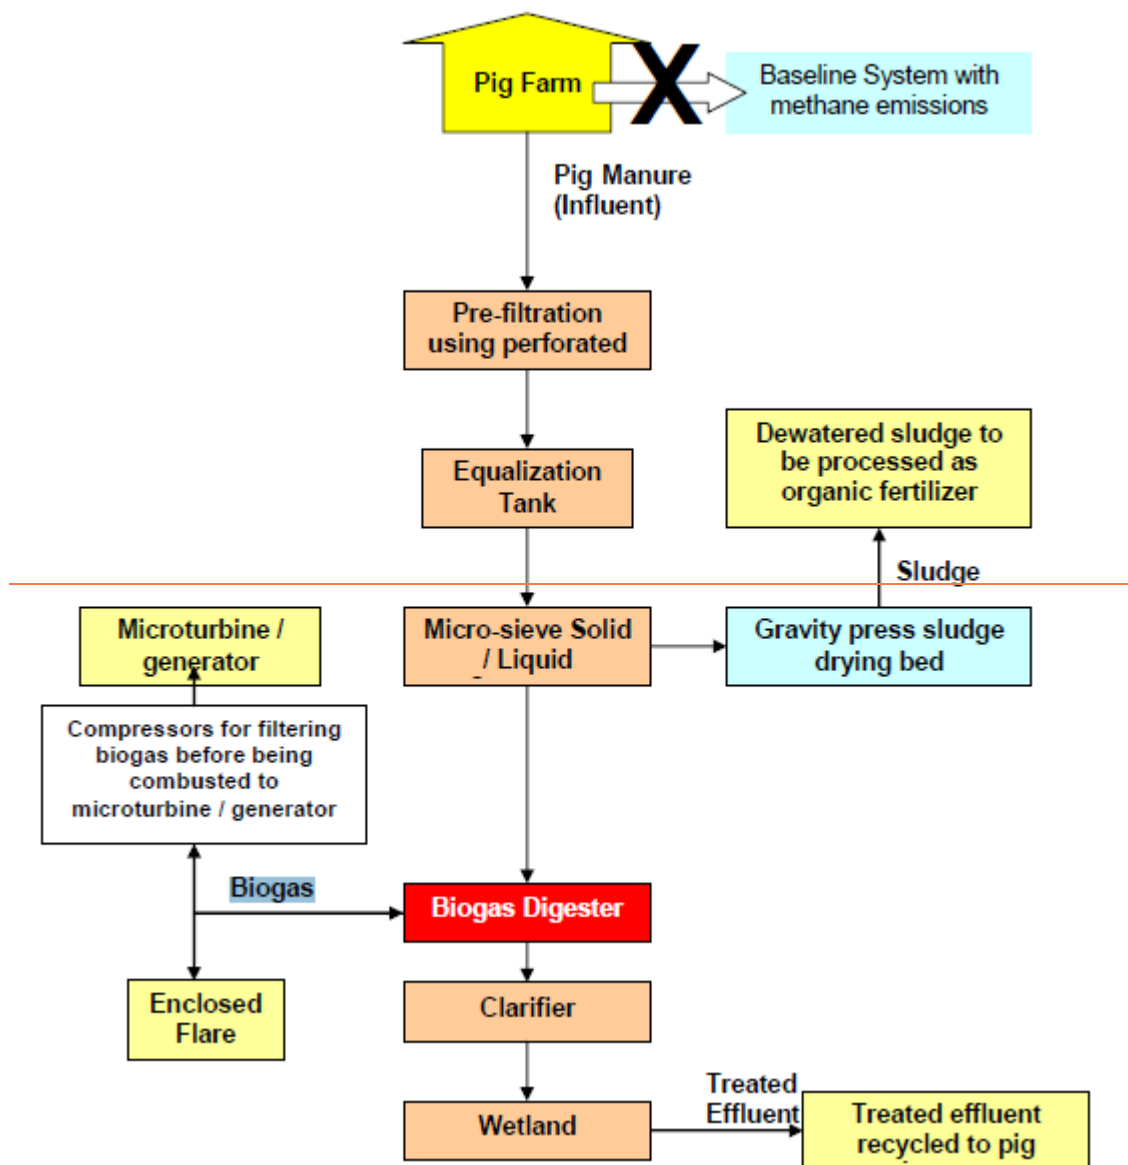 Pig Farm
X
Baseline System with
methane emissions
Pig Manure
(Influent)
Pre-filtration
using perforated
Equalization
Tank
Dewatered sludge to
be processed as
organic fertilizer
Sludge
Microturbine /
generator
Micro-sieve Solid
/ Liquid
Gravity press sludge
drying bed
Compressors for filtering
biogas before being
combusted to
microturbine / generator
Biogas
Biogas Digester
Enclosed
Flare
Clarifier
Wetland
Treated
Effluent
Treated effluent
recycled to pig